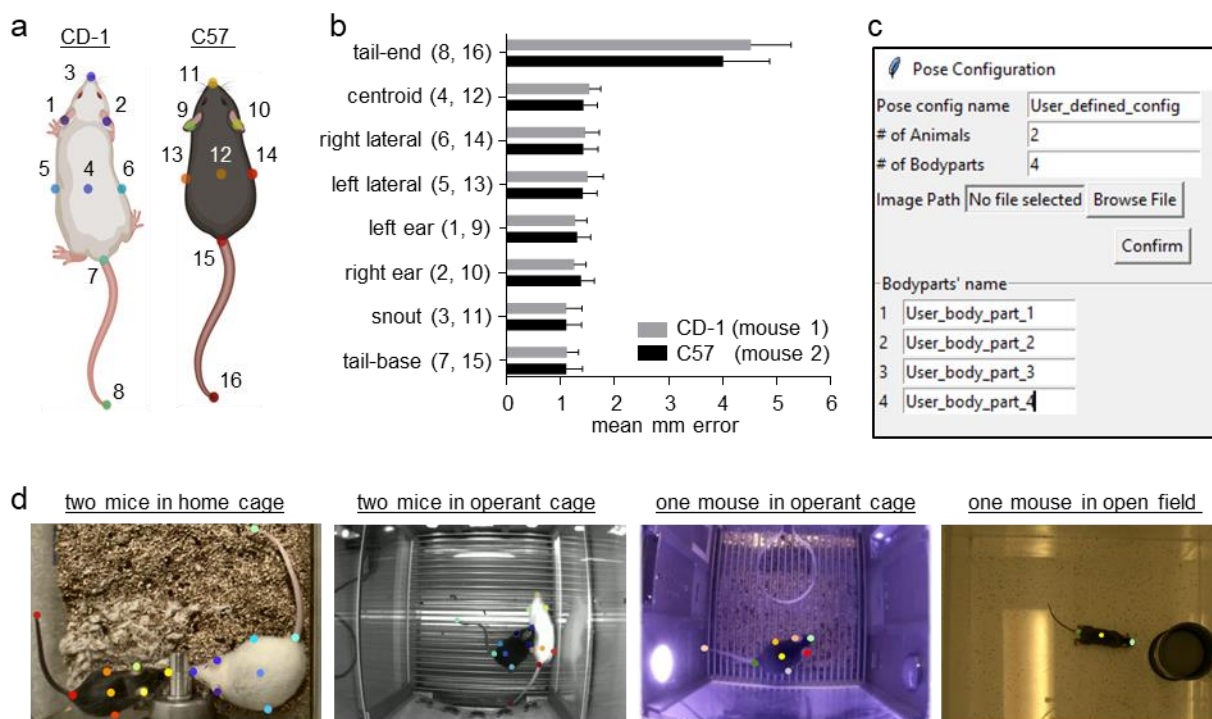 a
CD-1
C57
3
11
1
2
9
10
5
4
6
13
12
14
7
15
8
16
b
tail-end (8, 16)
centroid (4, 12)
right lateral (6, 14)
left lateral (5, 13)
left ear (1, 9)
right ear (2, 10)
snout (3, 11)
tail-base (7, 15)
CD-1 (mouse 1)
C57 (mouse 2)
0 1 2 3 4 5 6
mean mm error
c
Pose Configuration
Pose config name User_defined_config
# of Animals 2
# of Bodyparts 4
Image Path No file selected Browse File
Confirm
Bodyparts' name
1 User_body_part_1
2 User_body_part_2
3 User_body_part_3
4 User_body_part_4
d
two mice in home cage
two mice in operant cage
one mouse in operant cage
one mouse in open field